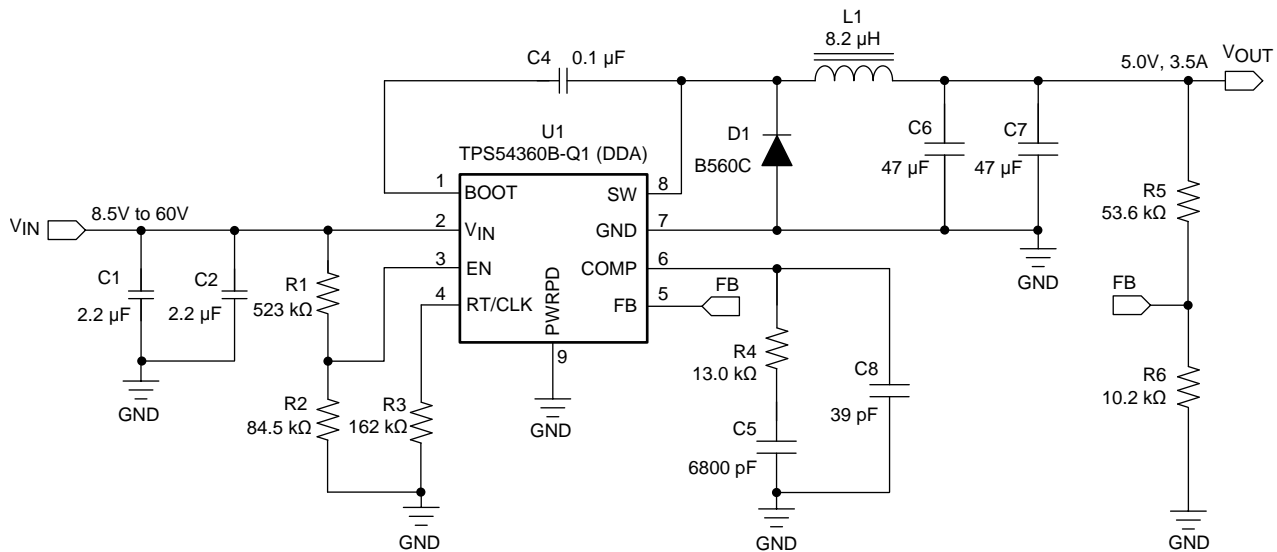 L1
8.2 µH
C4
0.1 µF
5.0V, 3.5A
VOUT
U1
TPS54360B-Q1 (DDA)
D1
B560C
C6
47 µF
C7
47 µF
R5
53.6 kΩ
1
BOOT
SW
8
VIN
8.5V to 60V
2
VIN
GND
7
3
EN
COMP
6
4
RT/CLK
FB
5
FB
PWRPD
9
GND
GND
FB
C1
2.2 µF
C2
2.2 µF
R1
523 kΩ
GND
R2
84.5 kΩ
R3
162 kΩ
GND
R4
13.0 kΩ
C8
39 pF
C5
6800 pF
GND
R6
10.2 kΩ
GND